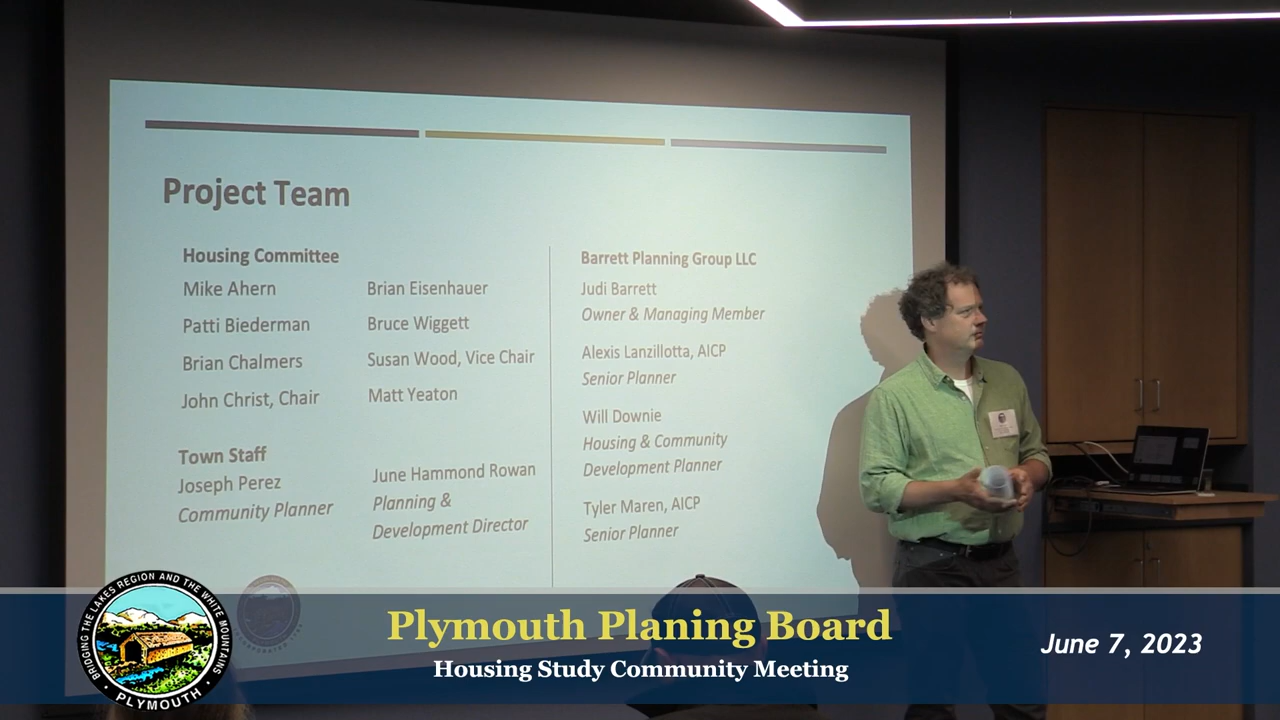 Project Team
Housing Committee
Mike Ahern
Patti Biederman
Brian Chalmers
John Christ, Chair
Brian Eisenhauer
Bruce Wiggett
Susan Wood, Vice Chair
Matt Yeaton
Town Staff
Joseph Perez
Community Planner
June Hammond Rowan
Planning &
Development Director
Barrett Planning Group LLC
Judi Barrett
Owner & Managing Member
Alexis Lanzillotta, AICP
Senior Planner
Will Downie
Housing & Community
Development Planner
Tyler Maren, AICP
Senior Planner
BRIDGING THE LAKES REGION AND THE WHITE MOUNTAINS
PLYMOUTH
Plymouth Planing Board
Housing Study Community Meeting
June 7, 2023